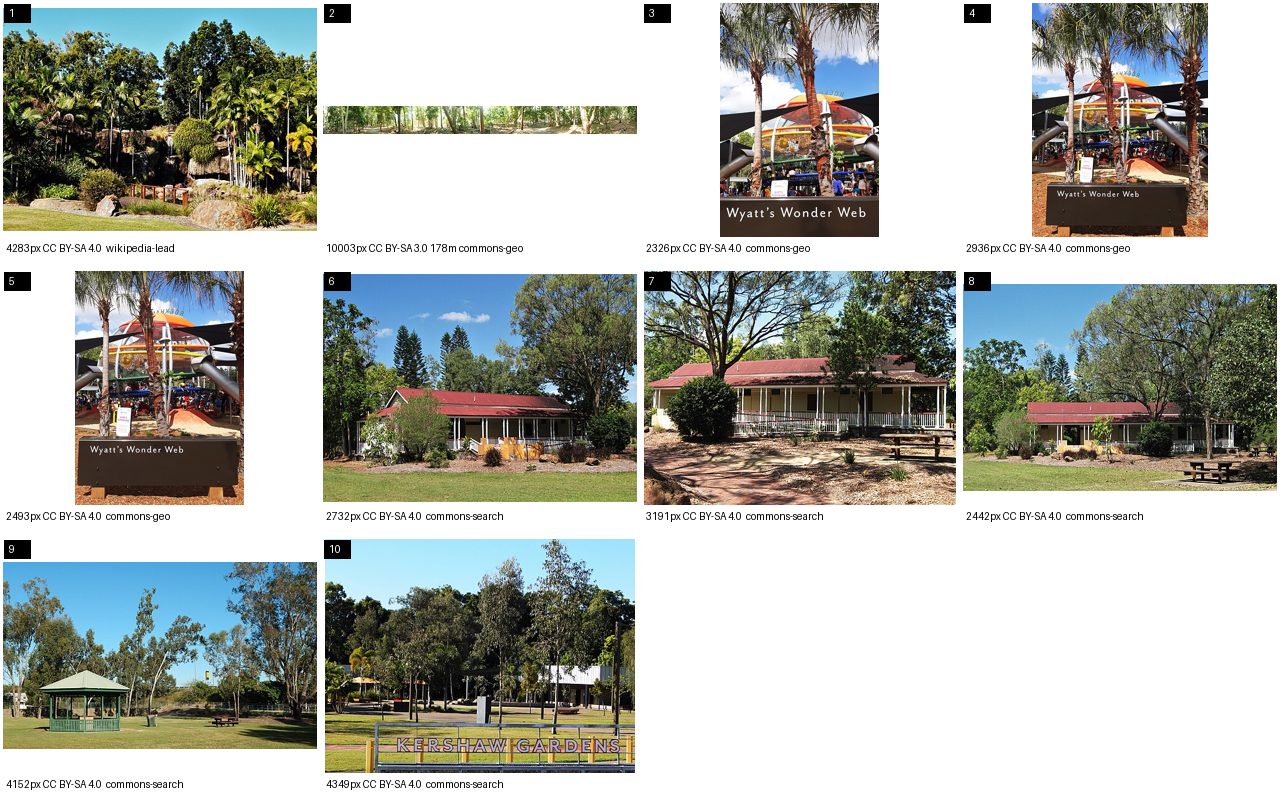 1
2
3
4
Wyatt's Wonder Web
Wyatt's Wonder Web
4283px CC BY-SA 4.0 wikipedia-lead
10003px CC BY-SA 3.0 178m commons-geo
2326px CC BY-SA 4.0 commons-geo
2936px CC BY-SA 4.0 commons-geo
5
6
7
8
Wyatt's Wonder Web
2493px CC BY-SA 4.0 commons-geo
2732px CC BY-SA 4.0 commons-search
3191px CC BY-SA 4.0 commons-search
2442px CC BY-SA 4.0 commons-search
9
10
KERSHAW GARDENS
4152px CC BY-SA 4.0 commons-search
4349px CC BY-SA 4.0 commons-search